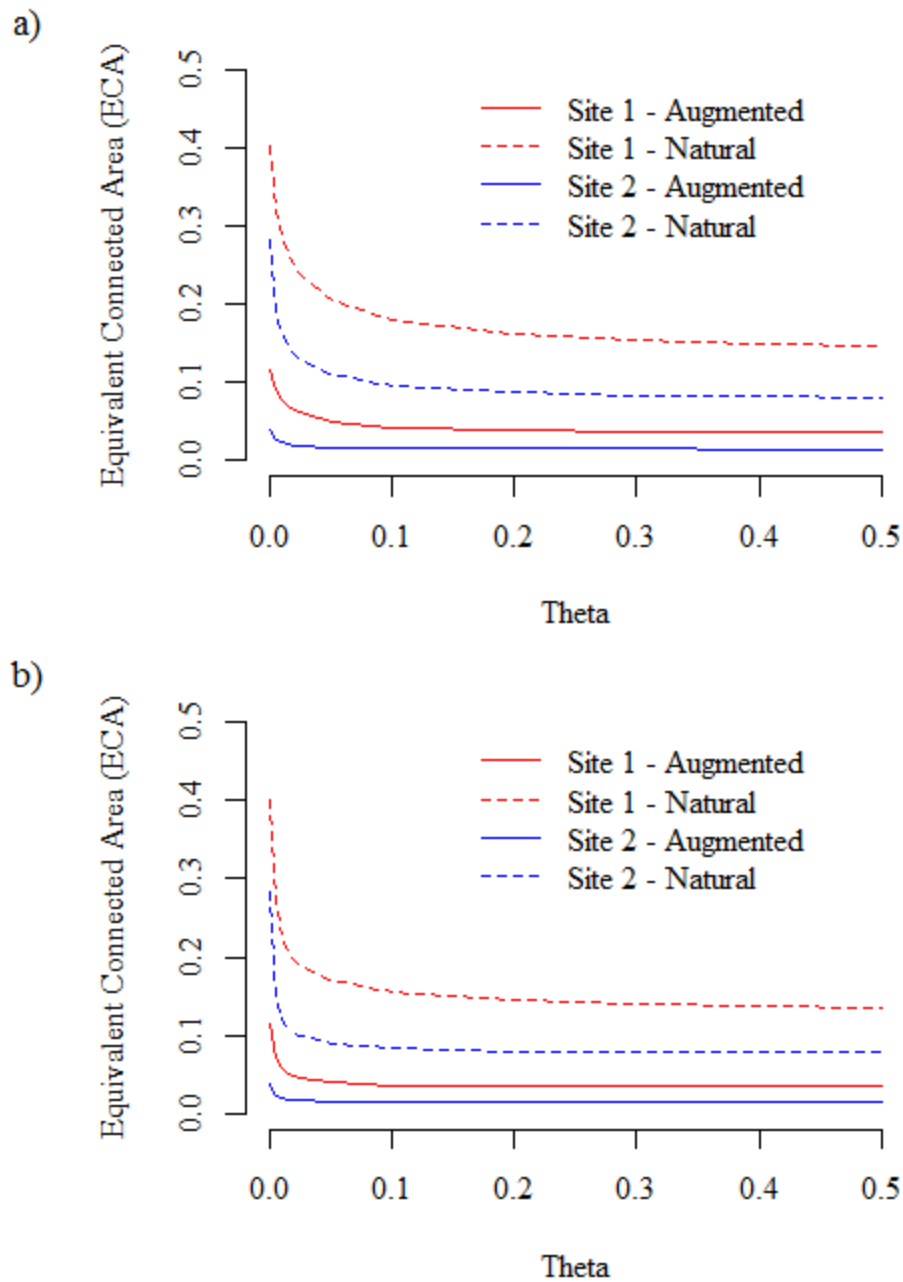 a)
Equivalent Connected Area (ECA)
0.5
0.4
0.3
0.2
0.1
0.0
Site 1 - Augmented
Site 1 - Natural
Site 2 - Augmented
Site 2 - Natural
0.0 0.1 0.2 0.3 0.4 0.5
Theta
b)
Equivalent Connected Area (ECA)
0.5
0.4
0.3
0.2
0.1
0.0
Site 1 - Augmented
Site 1 - Natural
Site 2 - Augmented
Site 2 - Natural
0.0 0.1 0.2 0.3 0.4 0.5
Theta